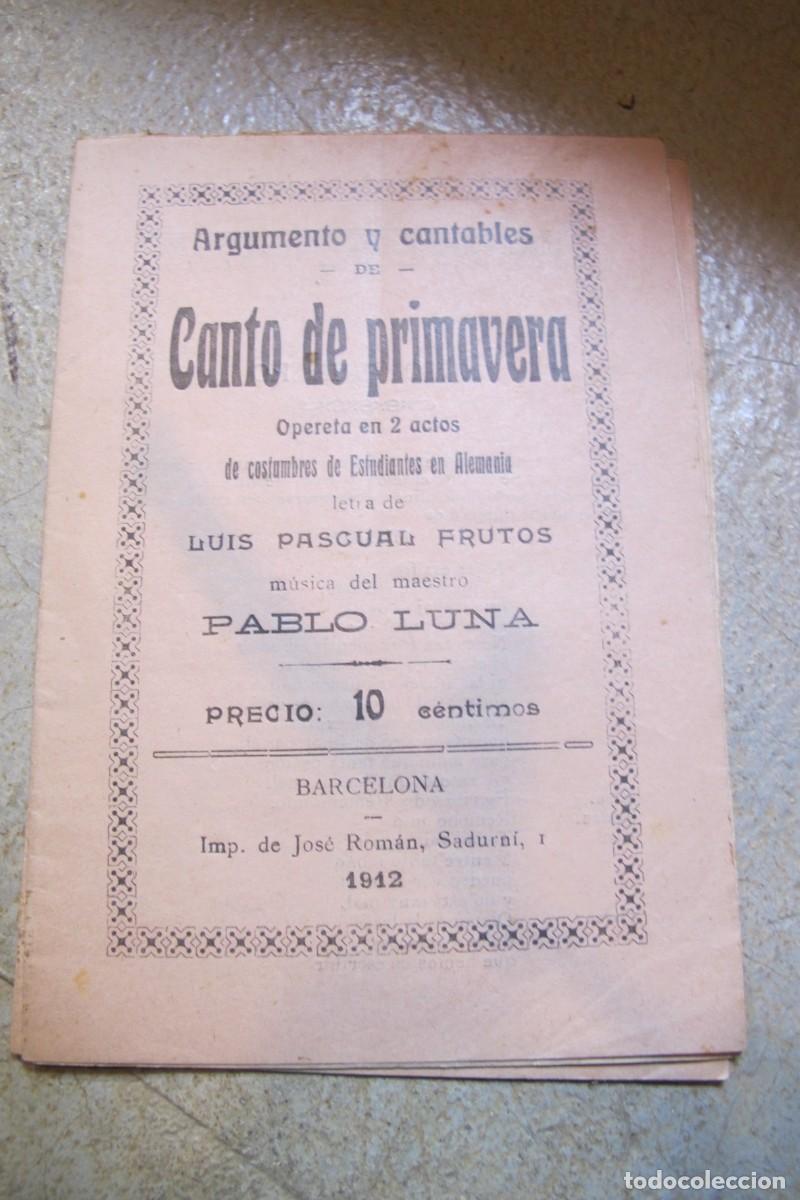 Argumento y cantables
— DE —
Canto de primavera
Opereta en 2 actos
de costumbres de Estudiantes en Alemania
letra de
LUIS PASCUAL FRUTOS
música del maestro
PABLO LUNA
PRECIO: 10 céntimos
BARCELONA
—
Imp. de José Román, Sadurní, 1
1912
todocoleccion